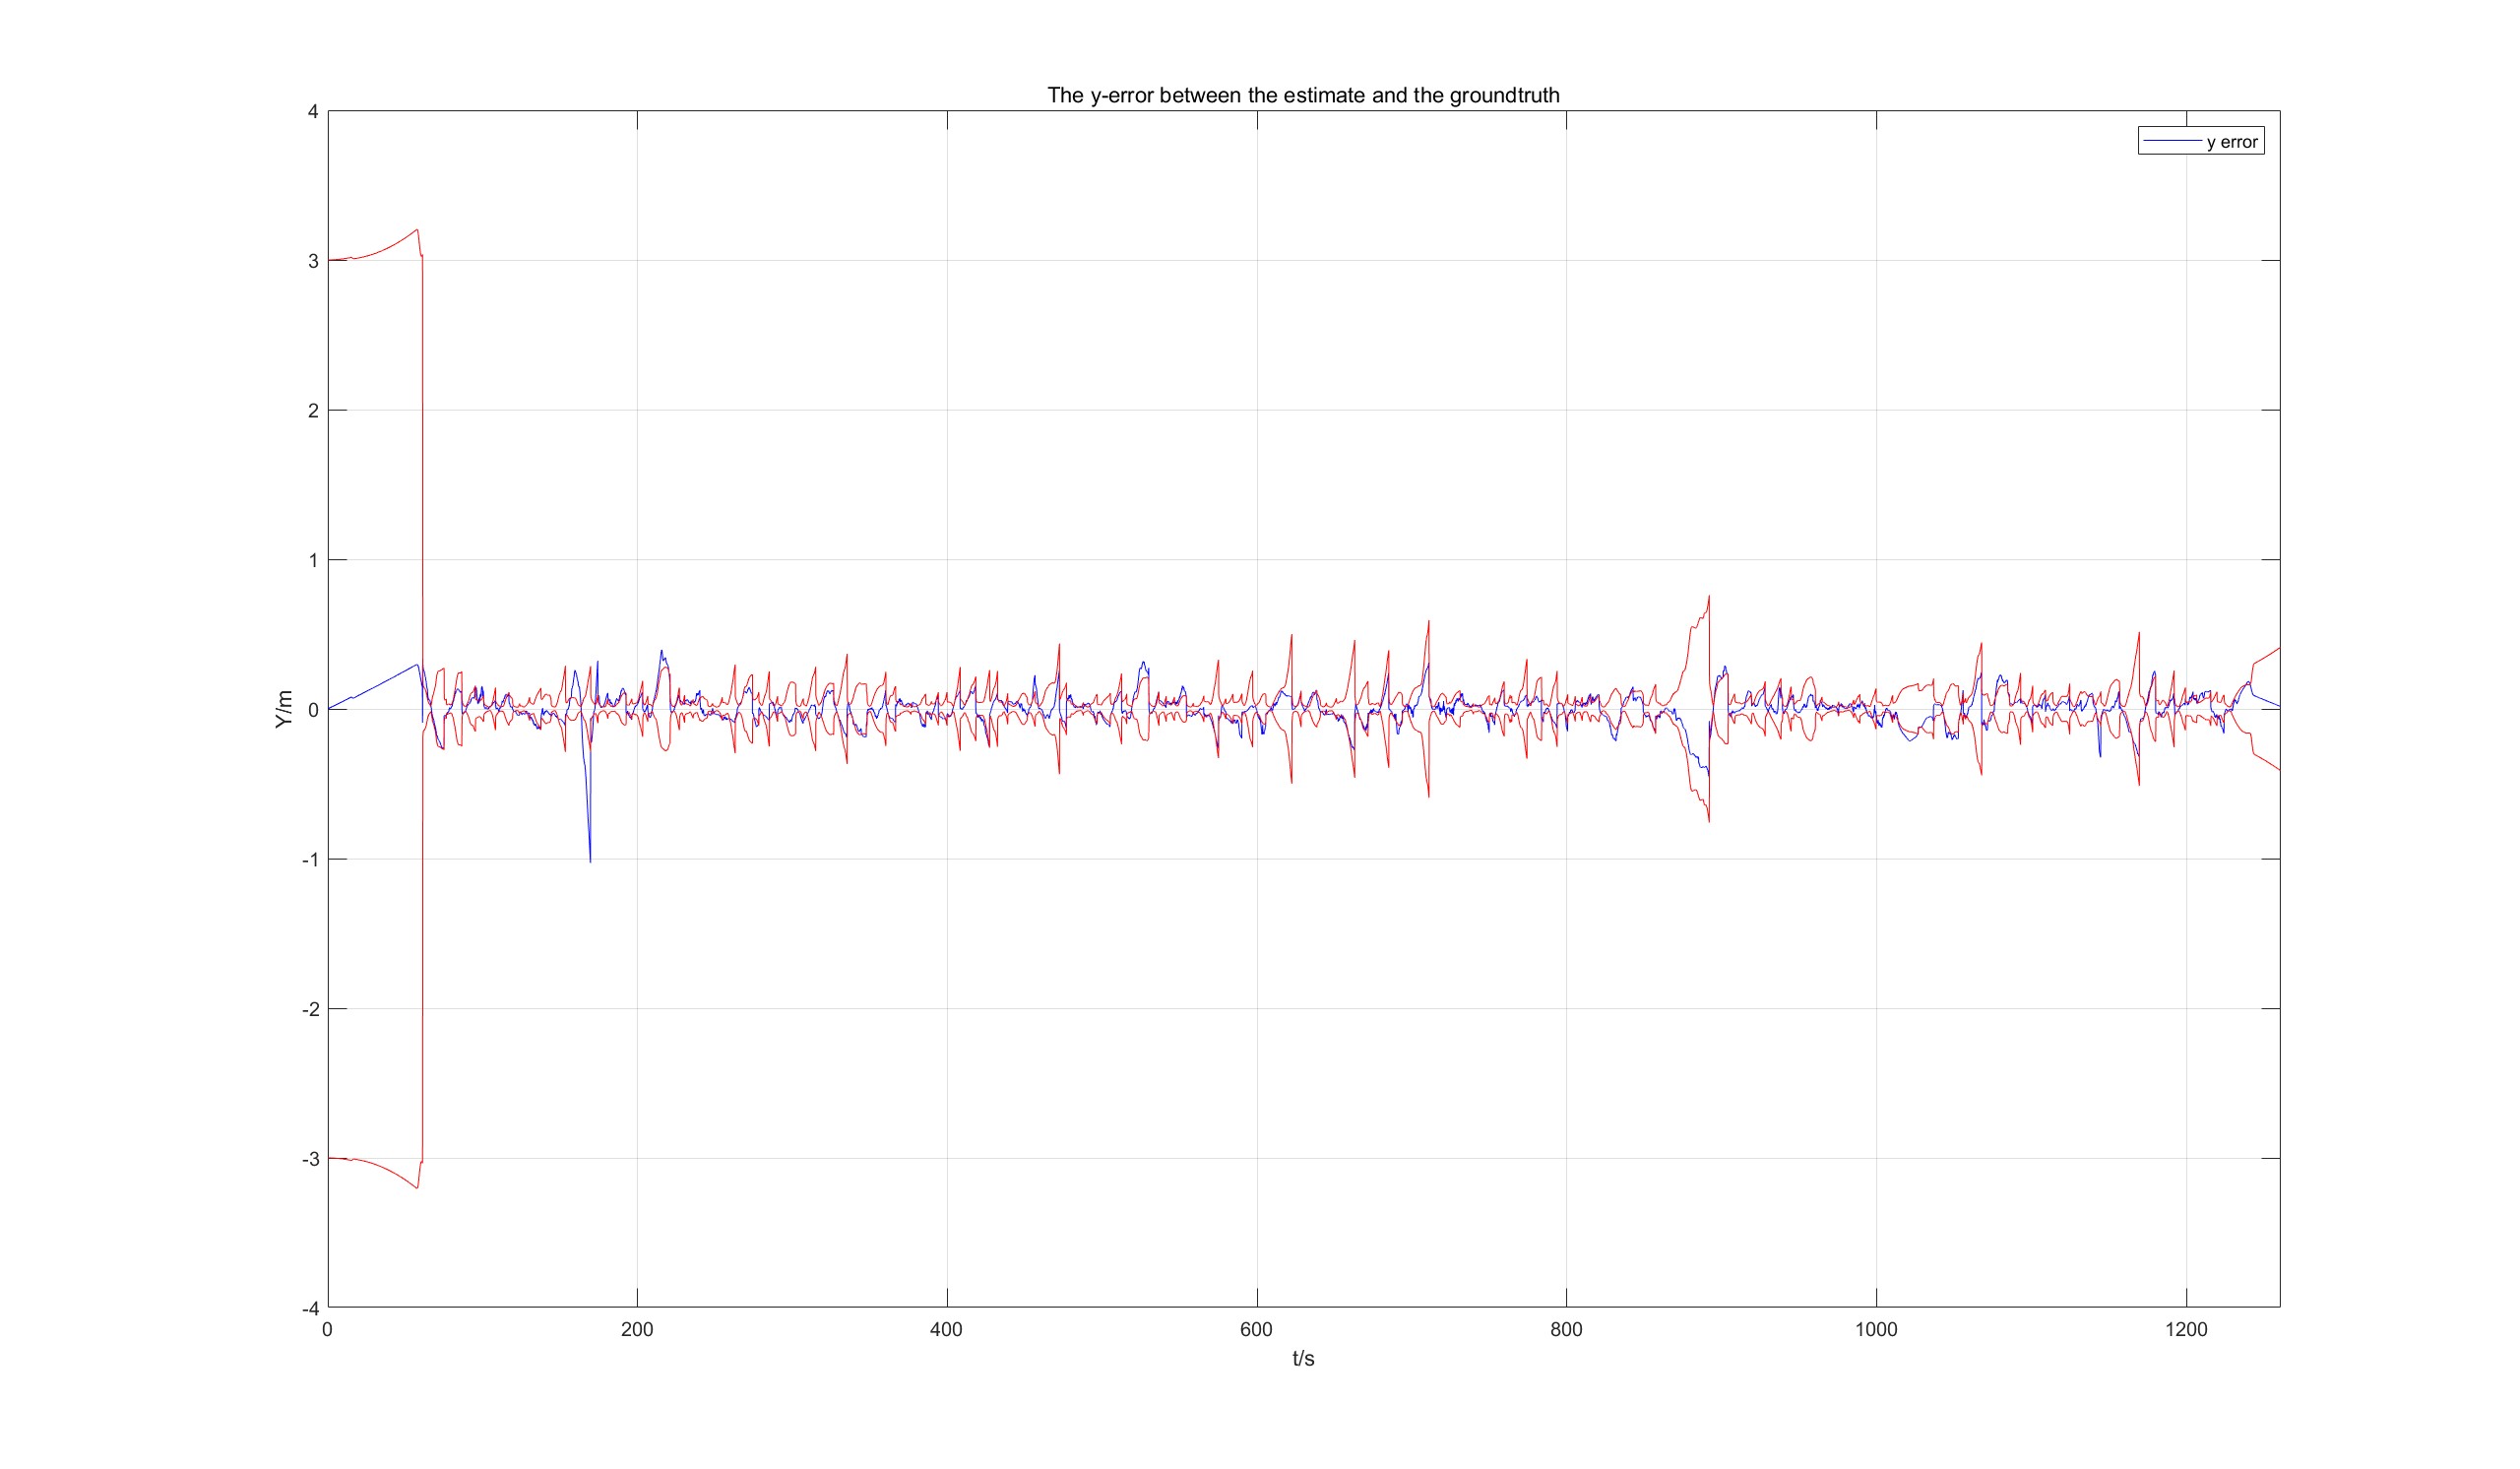 The y-error between the estimate and the groundtruth
y error
4
3
2
1
0
-1
-2
-3
-4
Y/m
0 200 400 600 800 1000 1200
t/s